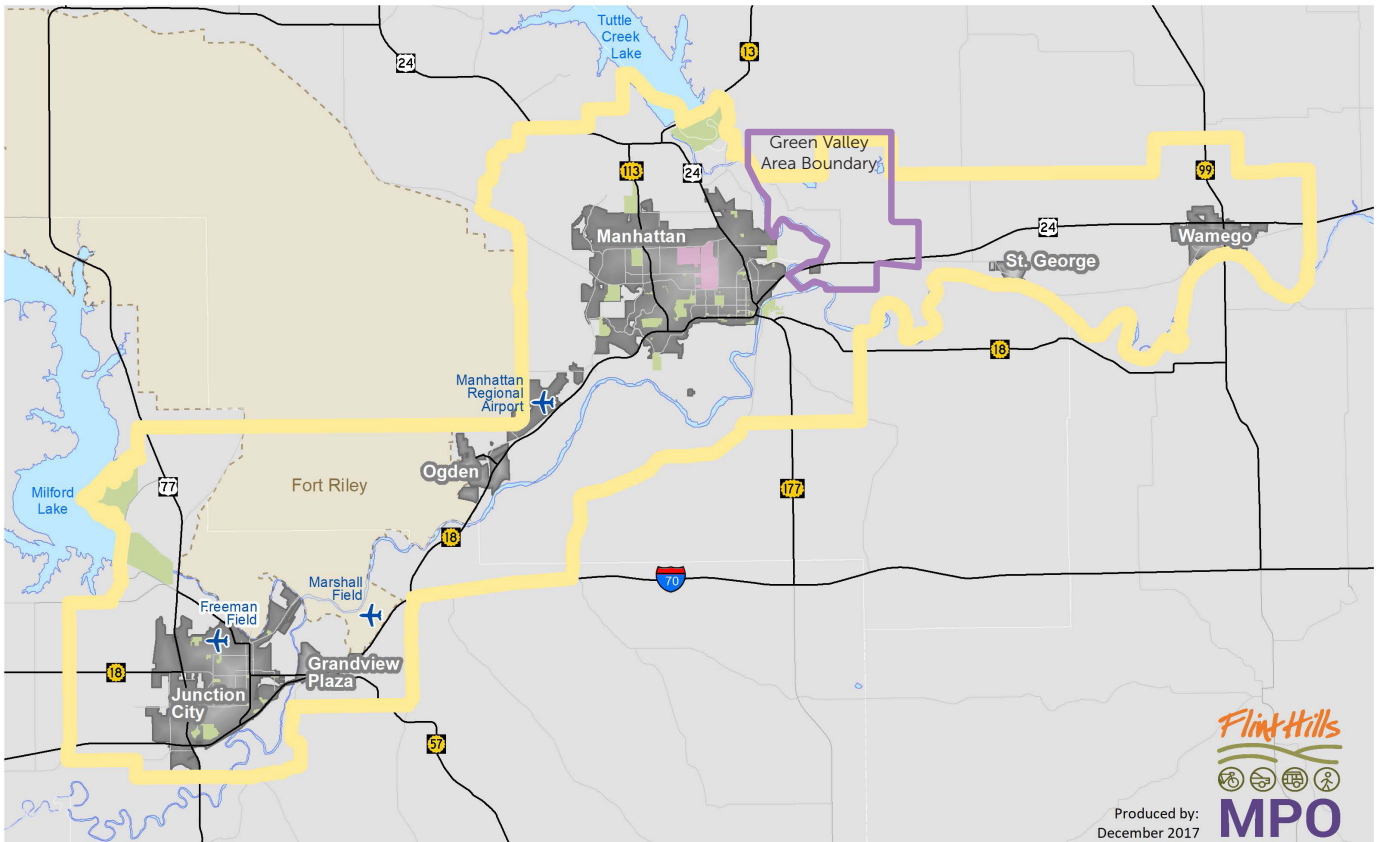 Tuttle
Creek
Lake
13
24
Green Valley
Area Boundary
113
24
99
Manhattan
24
Wamego
St. George
18
Manhattan
Regional
Airport
Ogden
77
Fort Riley
Milford
Lake
177
18
70
Marshall
Field
Freeman
Field
18
Grandview
Plaza
Junction
City
57
Flint Hills
Produced by:
December 2017
MPO